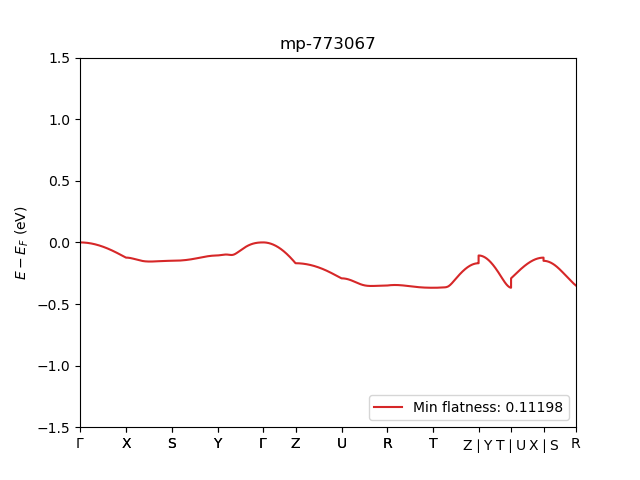 mp-773067
1.5
1.0
0.5
0.0
−0.5
−1.0
−1.5
E − E_F (eV)
Min flatness: 0.11198
Γ X S Y Γ Z U R T Z | Y T | U X | S R